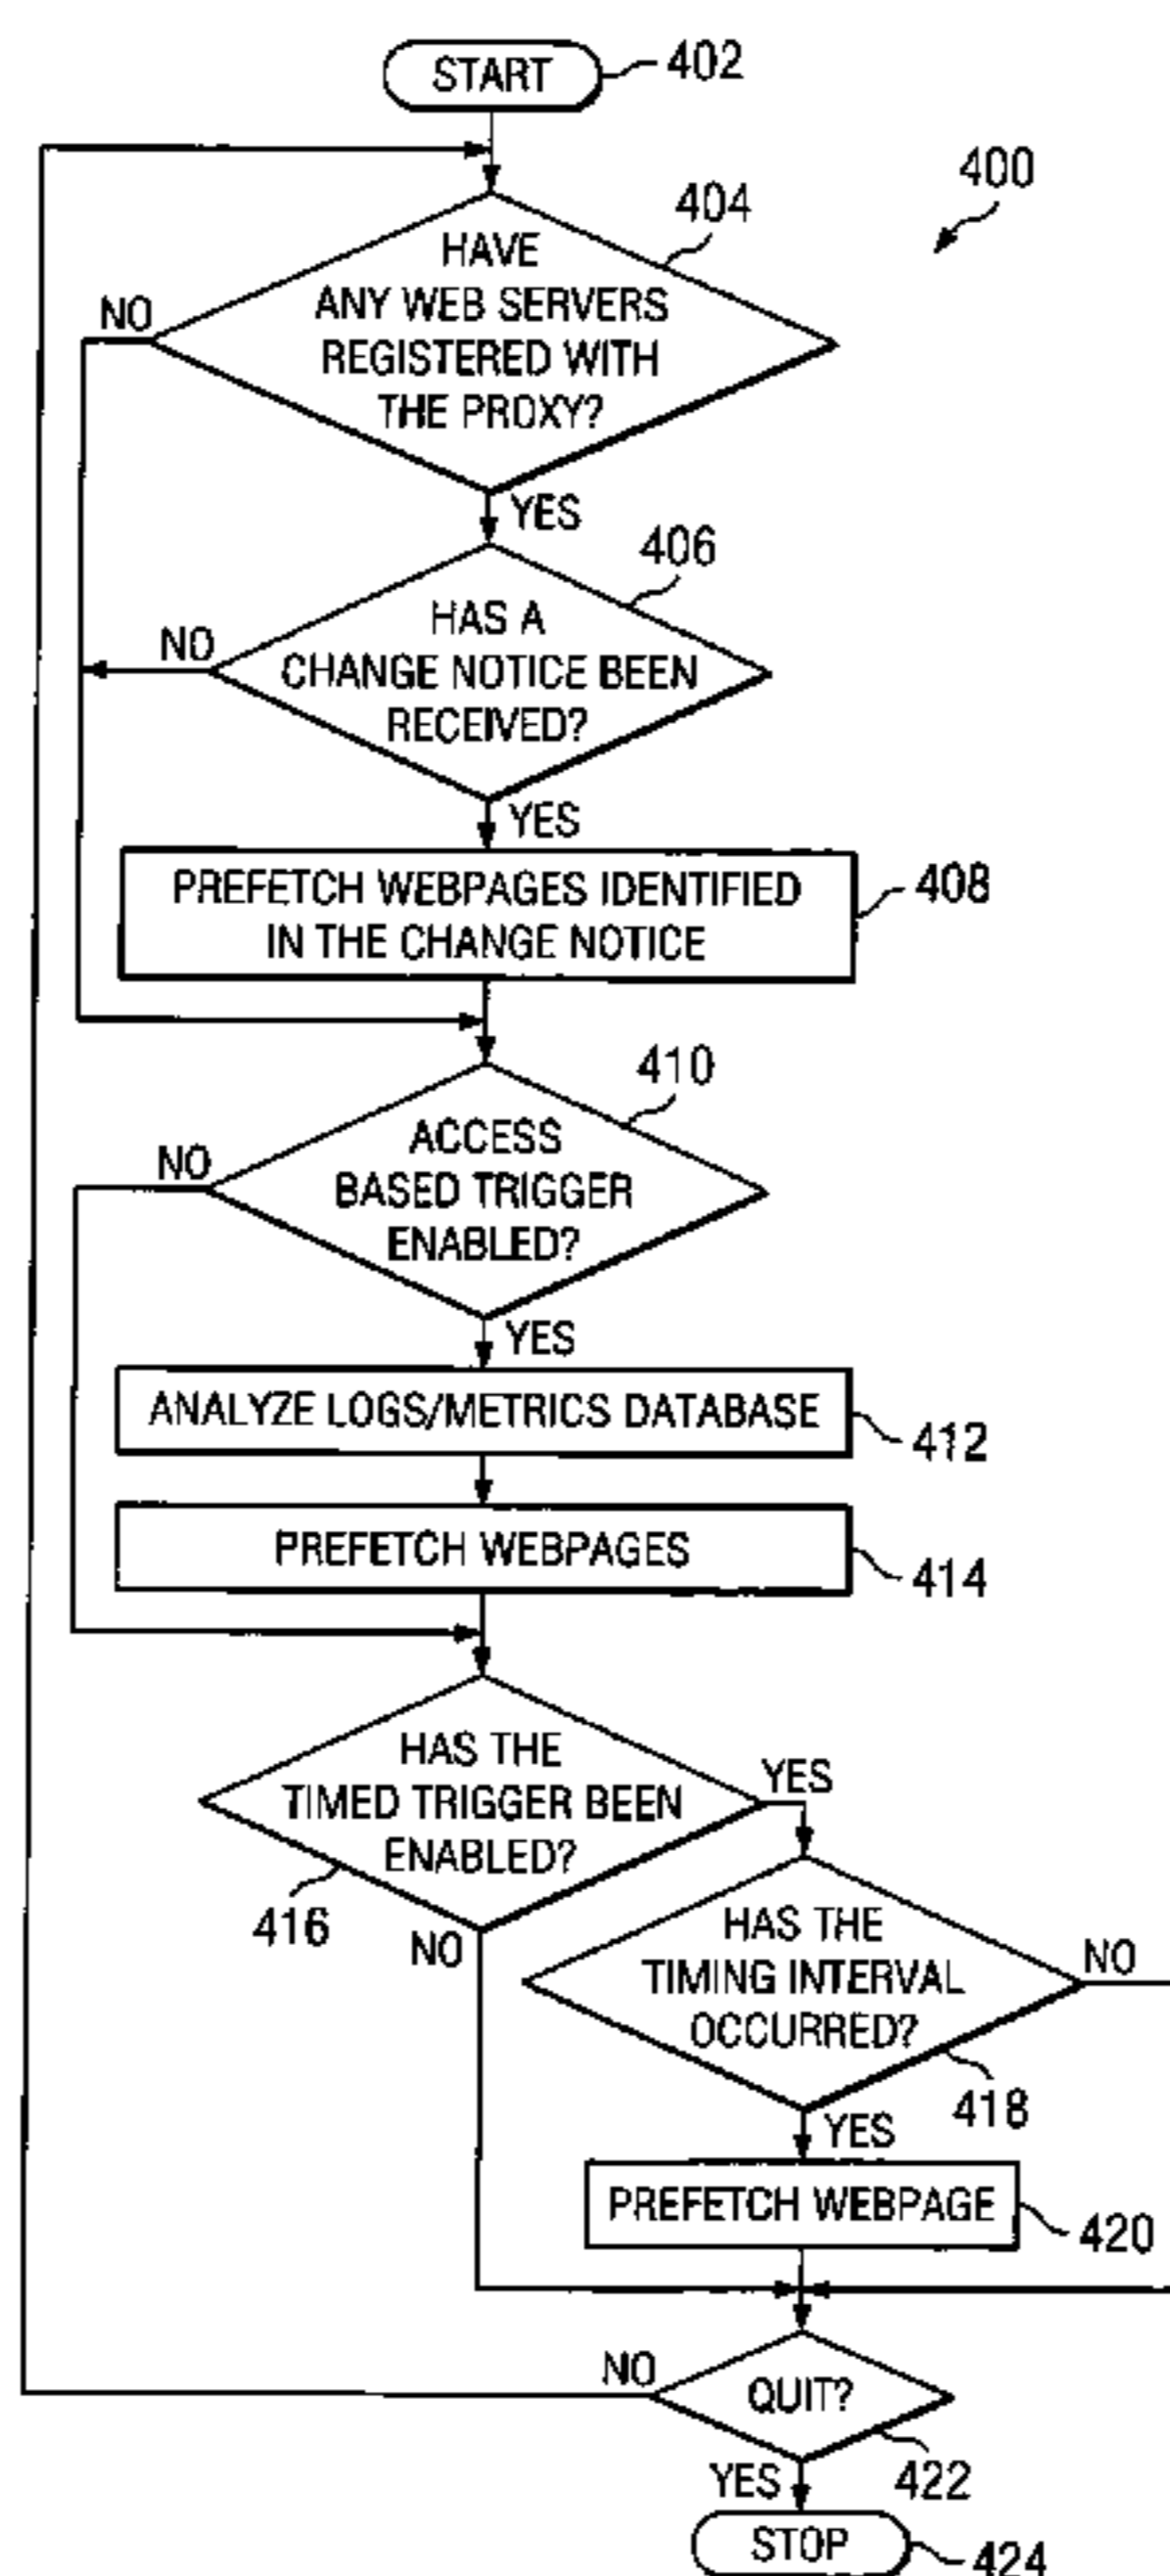 START
402
400
404
HAVE
ANY WEB SERVERS
REGISTERED WITH
THE PROXY?
NO
YES
406
HAS A
CHANGE NOTICE BEEN
RECEIVED?
NO
YES
PREFETCH WEBPAGES IDENTIFIED
IN THE CHANGE NOTICE
408
410
ACCESS
BASED TRIGGER
ENABLED?
NO
YES
ANALYZE LOGS/METRICS DATABASE
412
PREFETCH WEBPAGES
414
HAS THE
TIMED TRIGGER BEEN
ENABLED?
YES
416
NO
HAS THE
TIMING INTERVAL
OCCURRED?
NO
418
YES
PREFETCH WEBPAGE
420
NO
QUIT?
422
YES
STOP
424